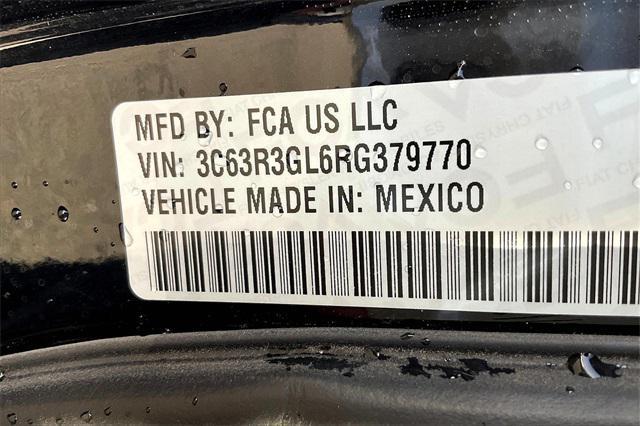 MFD BY: FCA US LLC
VIN: 3C63R3GL6RG379770
VEHICLE MADE IN: MEXICO